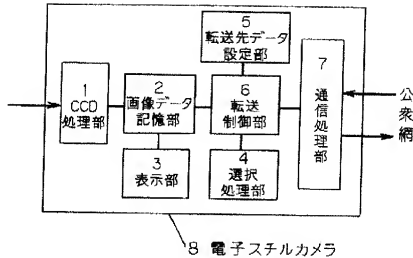 5
転送先データ
設定部
1
CCD
処理部
2
画像データ
記憶部
6
転送
制御部
7
通信処理部
公衆網
3
表示部
4
選択
処理部
8 電子スチルカメラ